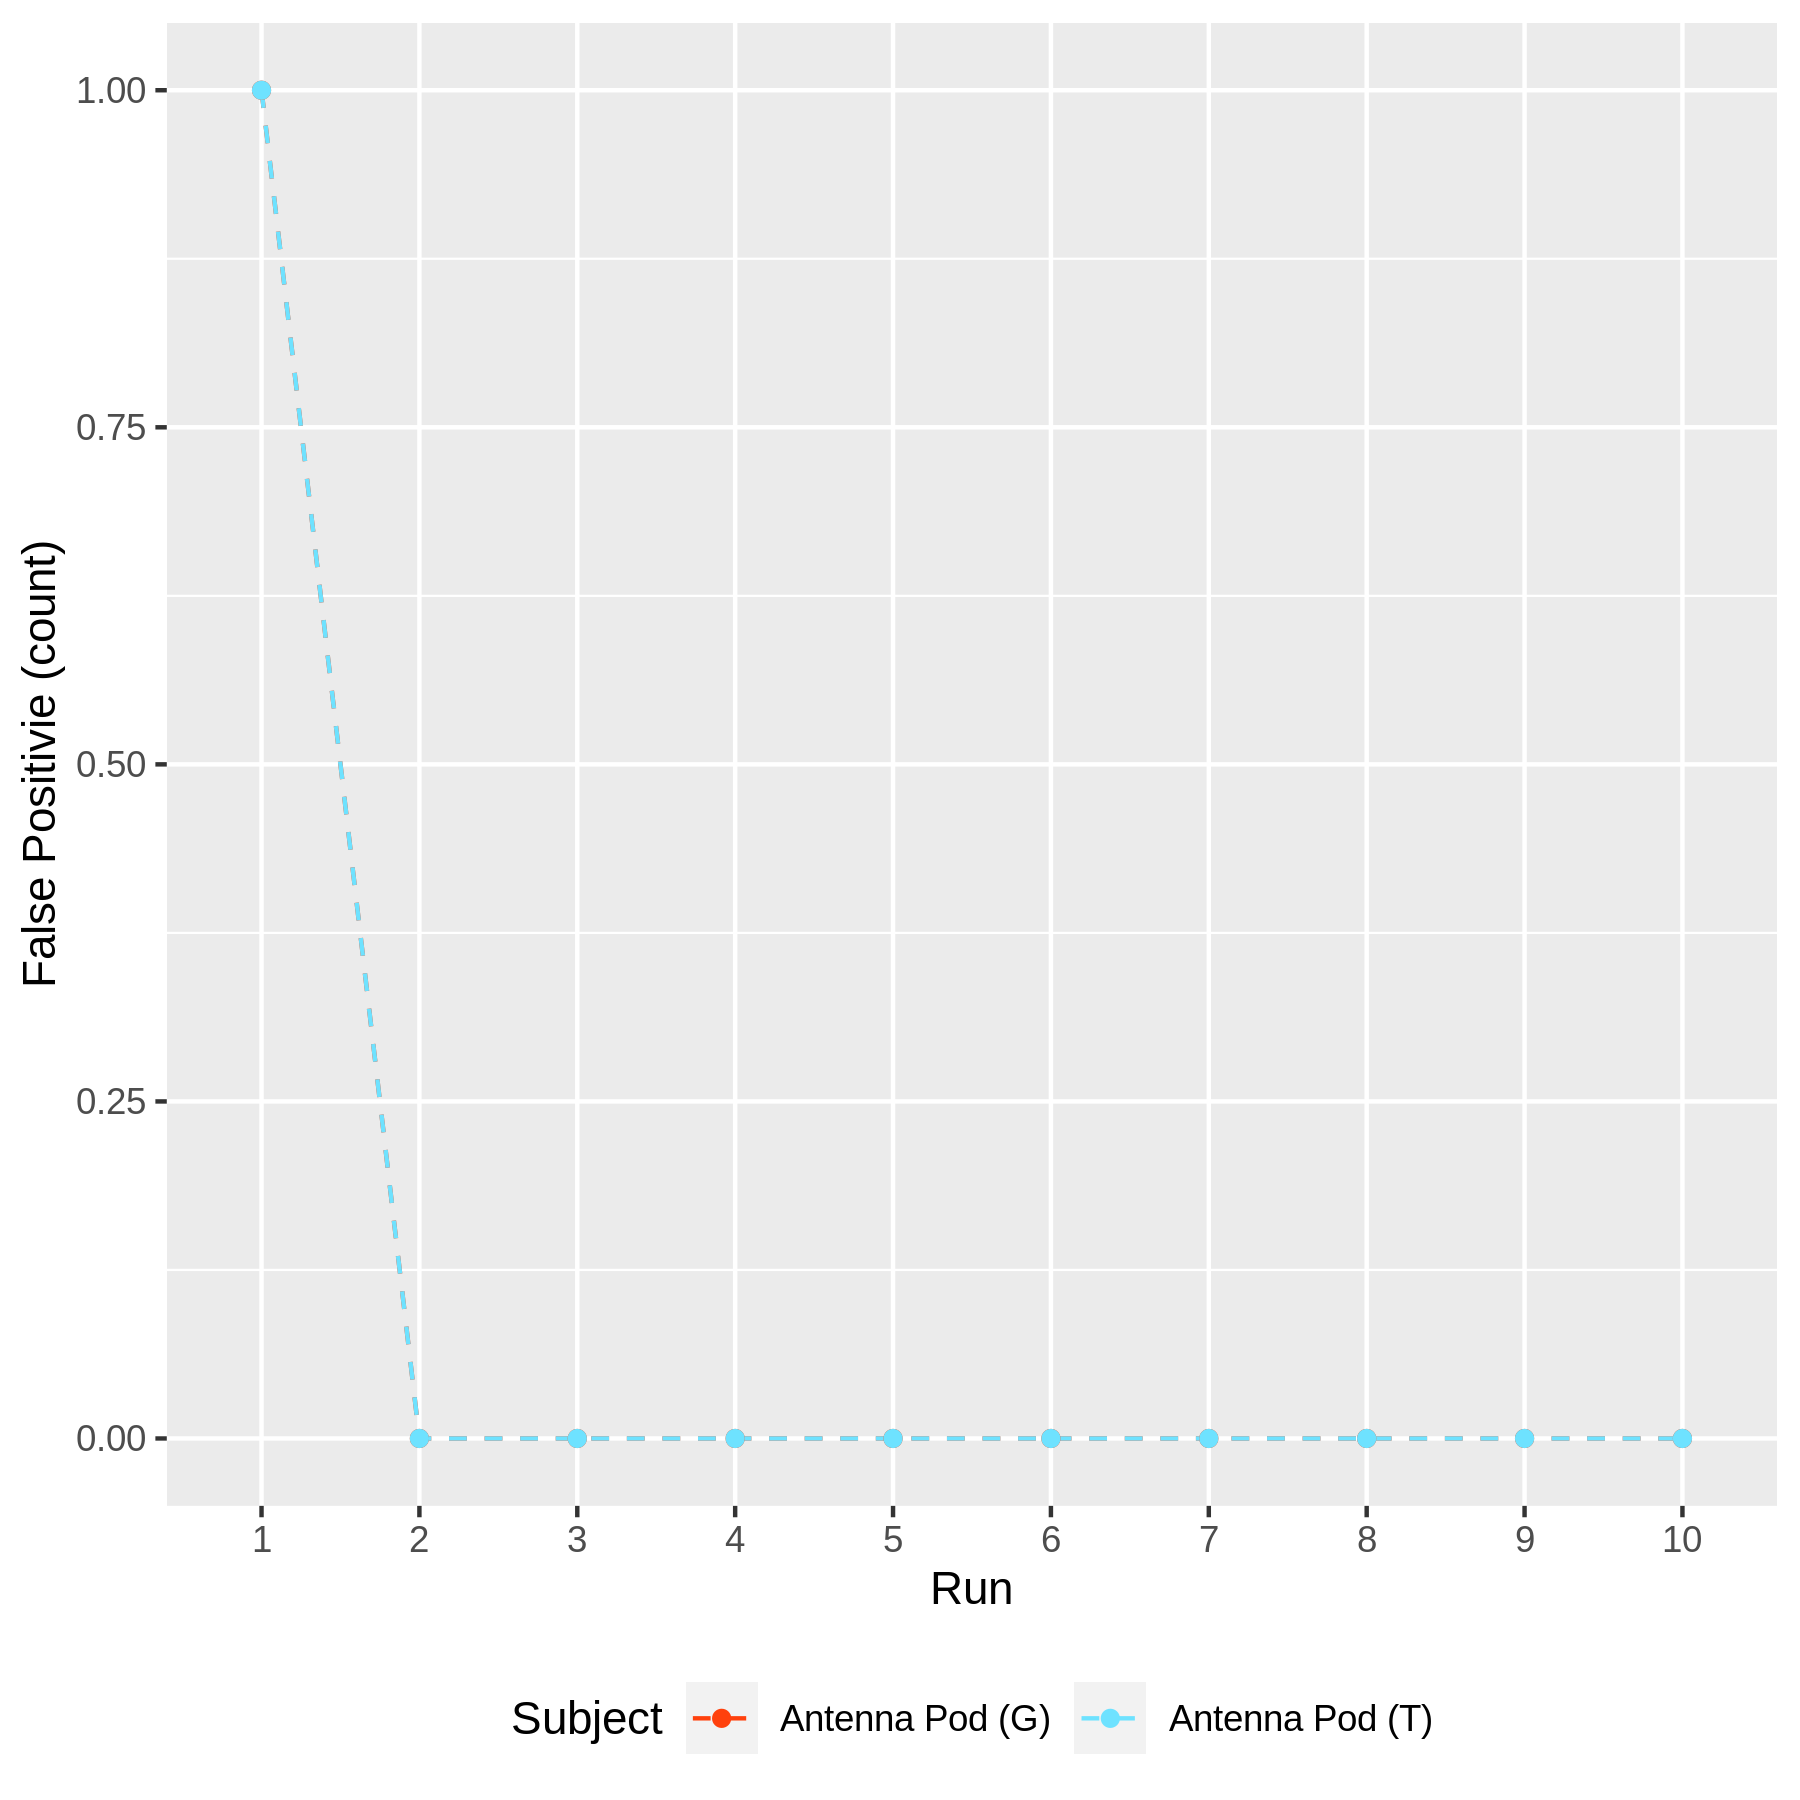 False Positivie (count)
1.00
0.75
0.50
0.25
0.00
1 2 3 4 5 6 7 8 9 10
Run
Subject Antenna Pod (G) Antenna Pod (T)